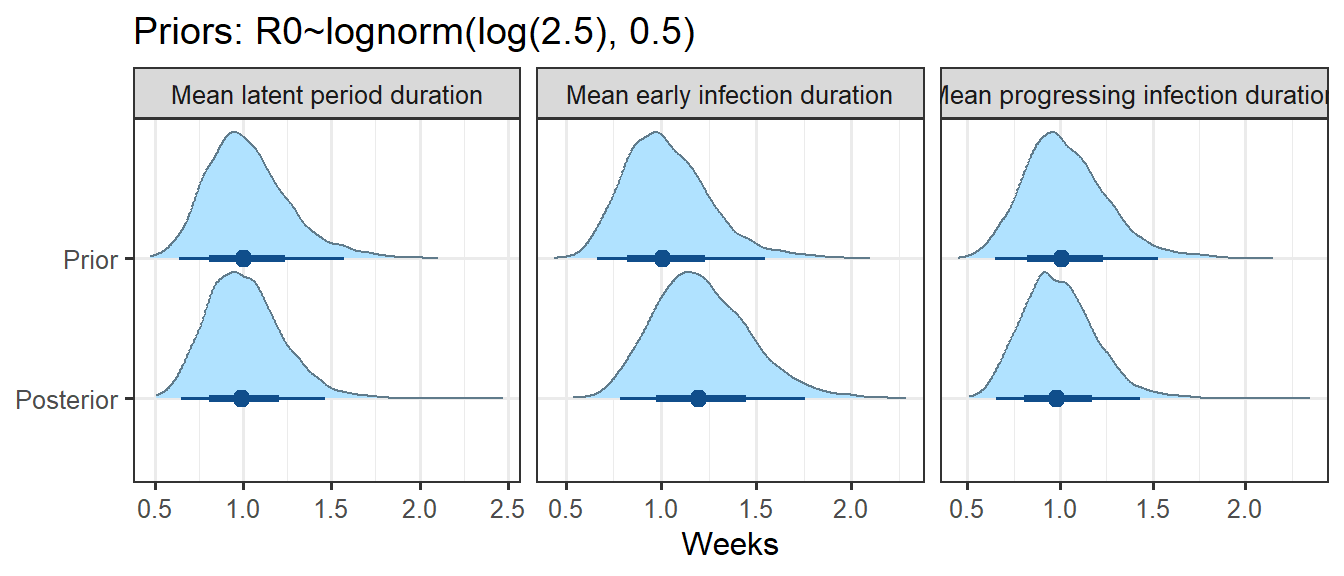 Priors: R0~lognorm(log(2.5), 0.5)
Mean latent period duration
Mean early infection duration
Mean progressing infection duration
Prior
Posterior
0.5 1.0 1.5 2.0 2.5
0.5 1.0 1.5 2.0
0.5 1.0 1.5 2.0
Weeks